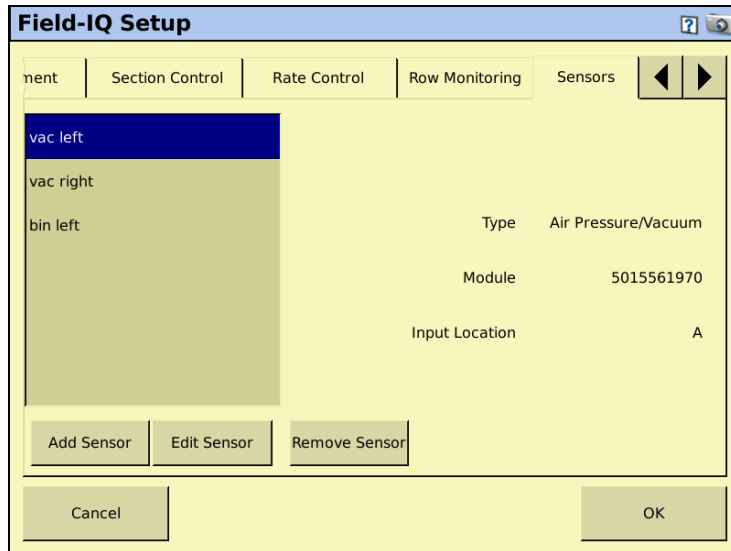 Field-IQ Setup
ment Section Control Rate Control Row Monitoring Sensors
vac left
vac right
bin left
Type Air Pressure/Vacuum
Module 5015561970
Input Location A
Add Sensor Edit Sensor Remove Sensor
Cancel OK